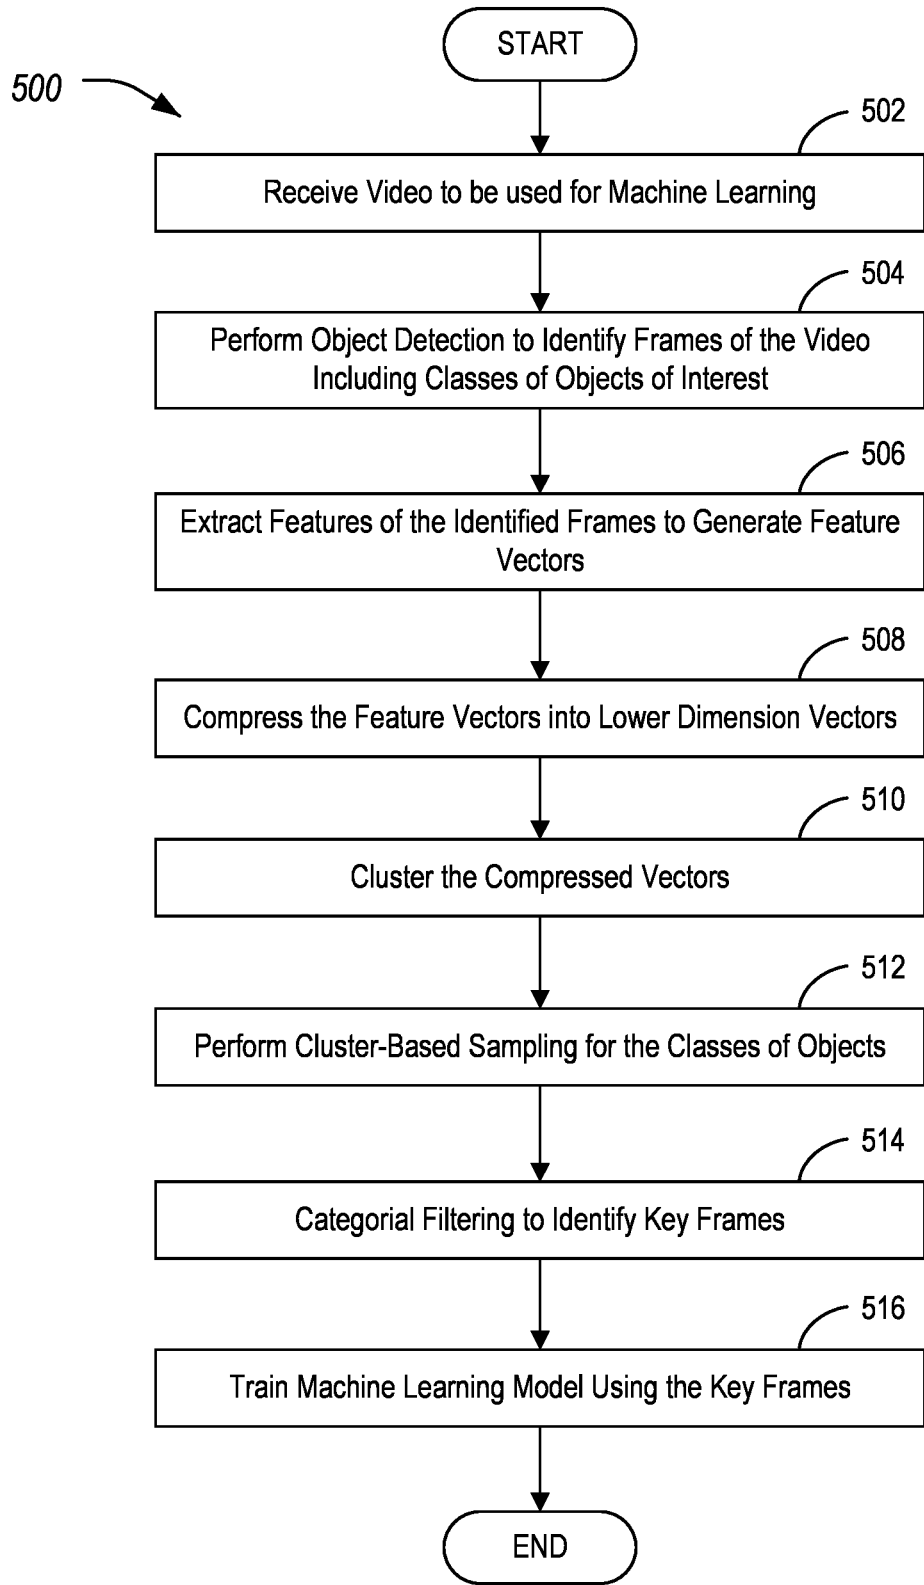 START
500
502
Receive Video to be used for Machine Learning
504
Perform Object Detection to Identify Frames of the Video
Including Classes of Objects of Interest
506
Extract Features of the Identified Frames to Generate Feature
Vectors
508
Compress the Feature Vectors into Lower Dimension Vectors
510
Cluster the Compressed Vectors
512
Perform Cluster-Based Sampling for the Classes of Objects
514
Categorial Filtering to Identify Key Frames
516
Train Machine Learning Model Using the Key Frames
END